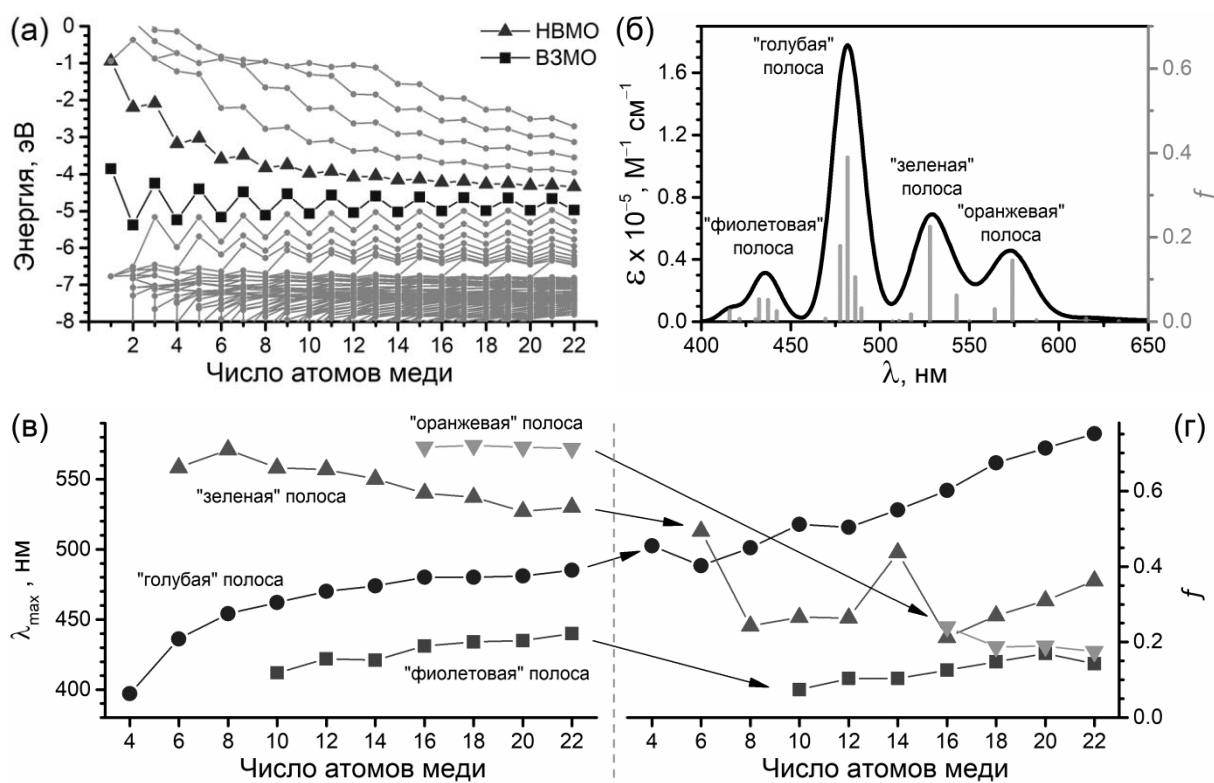 (а)
0
-1
-2
-3
-4
-5
-6
-7
-8
Энергия, эВ
НВМО
ВЗМО
2 4 6 8 10 12 14 16 18 20 22
Число атомов меди
(б)
1.6
1.2
0.8
0.4
0.0
ε x 10⁻⁵, М⁻¹ см⁻¹
"голубая"
полоса
"зеленая"
полоса
"оранжевая"
полоса
"фиолетовая"
полоса
0.6
0.4
0.2
0.0
f
400 450 500 550 600 650
λ, нм
(в)
550
500
450
400
λmax, нм
"оранжевая" полоса
"зеленая" полоса
"голубая" полоса
"фиолетовая" полоса
4 6 8 10 12 14 16 18 20 22
Число атомов меди
(г)
0.6
0.4
0.2
0.0
f
4 6 8 10 12 14 16 18 20 22
Число атомов меди